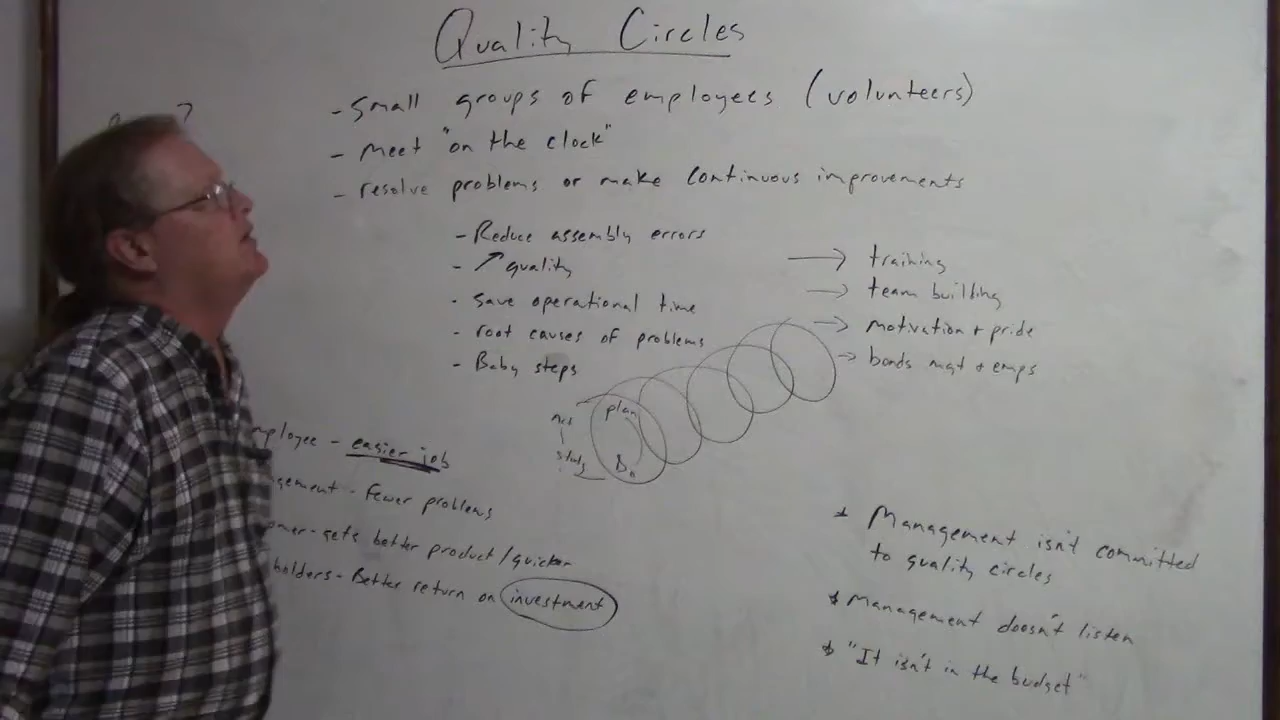 Quality Circles
- Small groups of employees (volunteers)
- Meet "on the clock"
- resolve problems or make continuous improvements
- Reduce assembly errors
- ↗ quality
- Save operational time
- root causes of problems
- Baby steps
→ training
→ team building
→ motivation + pride
→ bonds mgt + emps
Act
plan
Study
Do
mployee - easier job
gement - Fewer problems
omer - gets better product/quicker
holders - Better return on investment
* Management isn't committed
to quality circles
* Management doesn't listen
* "It isn't in the budget"